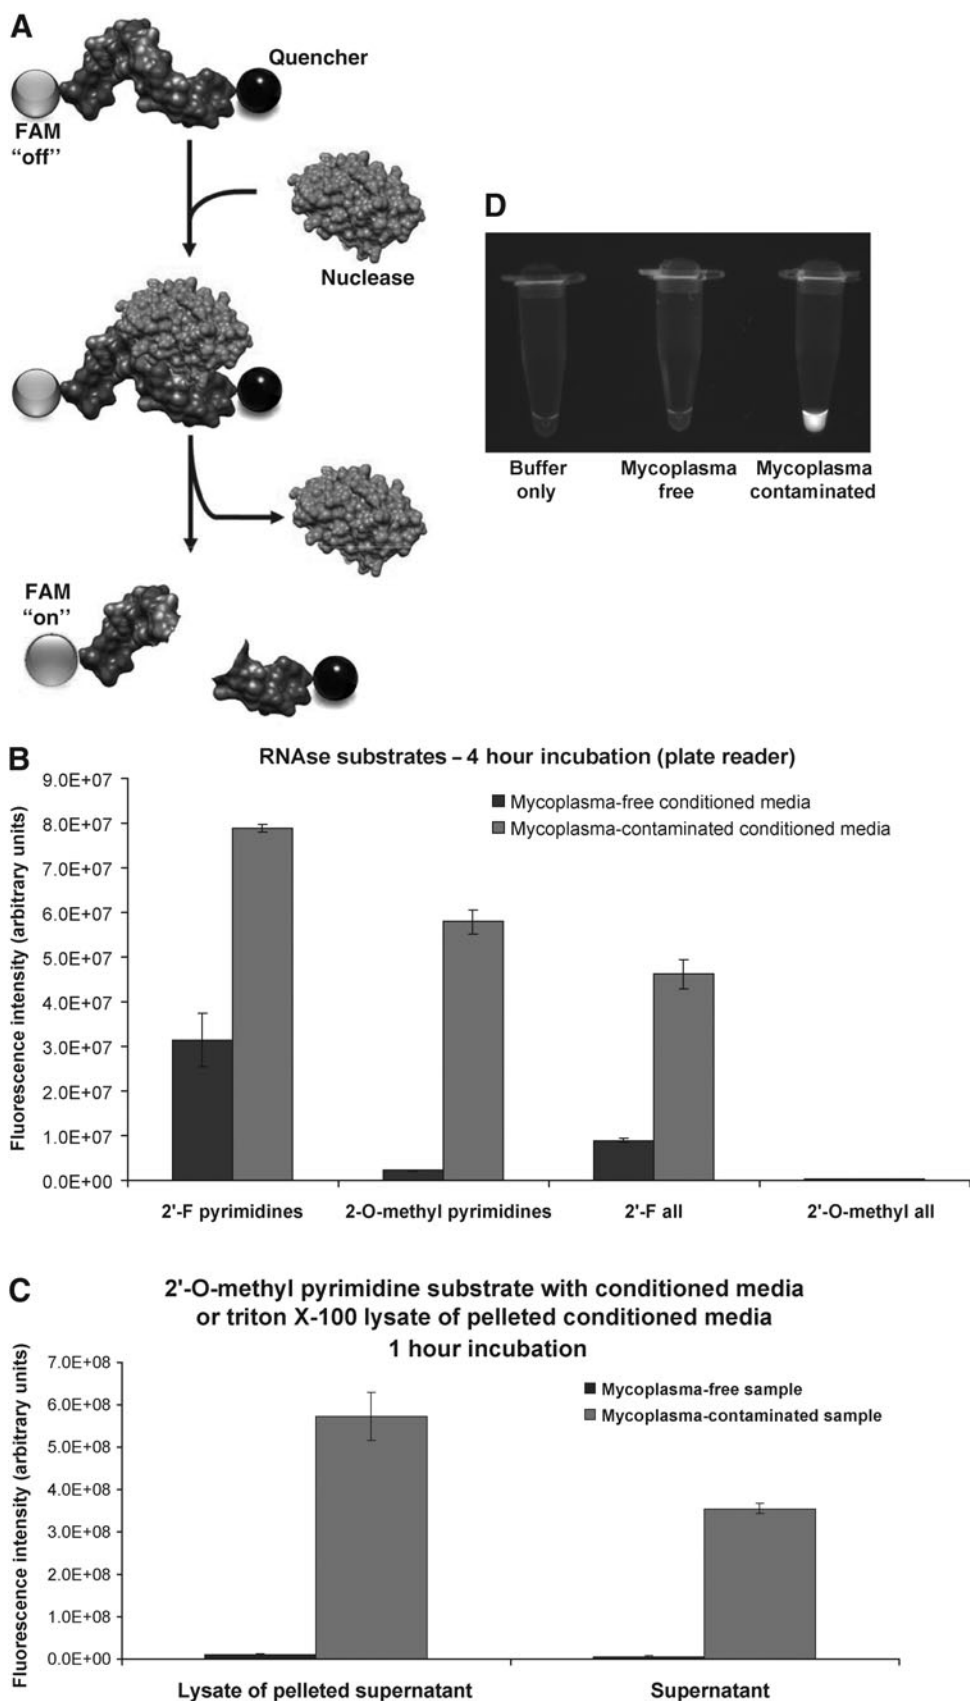 A
Quencher
FAM
"off"
Nuclease
FAM
"on"
D
Buffer
only
Mycoplasma
free
Mycoplasma
contaminated
B
RNAse substrates – 4 hour incubation (plate reader)
Fluorescence intensity (arbitrary units)
9.0E+07
8.0E+07
7.0E+07
6.0E+07
5.0E+07
4.0E+07
3.0E+07
2.0E+07
1.0E+07
0.0E+00
Mycoplasma-free conditioned media
Mycoplasma-contaminated conditioned media
2'-F pyrimidines
2-O-methyl pyrimidines
2'-F all
2'-O-methyl all
C
2'-O-methyl pyrimidine substrate with conditioned media
or triton X-100 lysate of pelleted conditioned media
1 hour incubation
Fluorescence intensity (arbitrary units)
7.0E+08
6.0E+08
5.0E+08
4.0E+08
3.0E+08
2.0E+08
1.0E+08
0.0E+00
Mycoplasma-free sample
Mycoplasma-contaminated sample
Lysate of pelleted supernatant
Supernatant